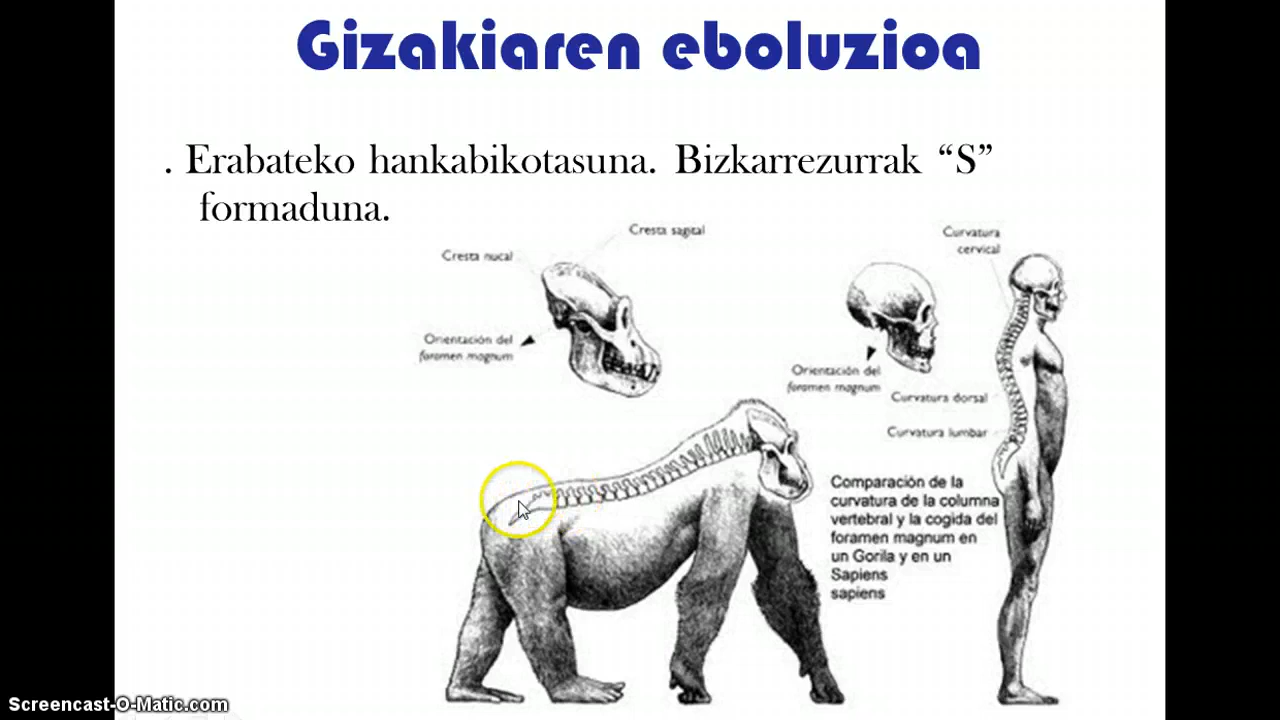 Gizakiaren eboluzioa
. Erabateko hankabikotasuna. Bizkarrezurrak “S”
formaduna.
Cresta sagital
Cresta nucal
Orientación del
foramen magnum
Curvatura
cervical
Orientación del
foramen magnum
Curvatura dorsal
Curvatura lumbar
Comparación de la
curvatura de la columna
vertebral y la cogida del
foramen magnum en
un Gorila y en un
Sapiens
sapiens
Screencast-O-Matic.com